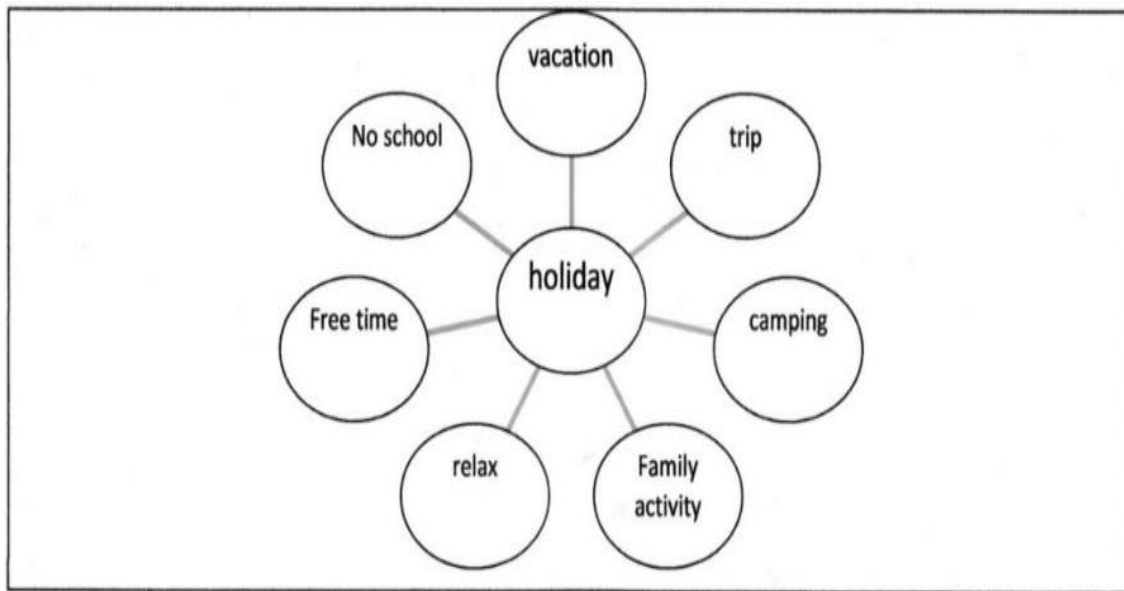 vacation
No school
trip
holiday
Free time
camping
relax
Family
activity